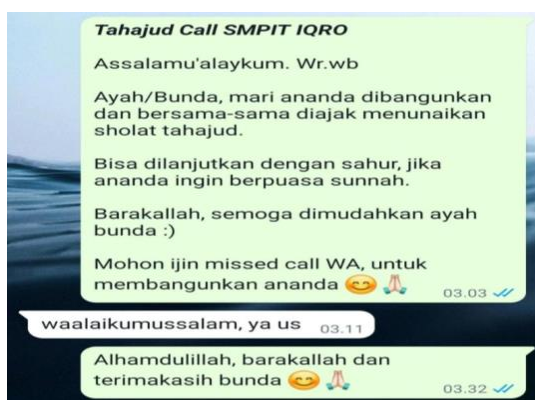 Tahajud Call SMPIT IQRO
Assalamu'alaykum. Wr.wb
Ayah/Bunda, mari ananda dibangunkan
dan bersama-sama diajak menunaikan
sholat tahajud.
Bisa dilanjutkan dengan sahur, jika
ananda ingin berpuasa sunnah.
Barakallah, semoga dimudahkan ayah
bunda :)
Mohon ijin missed call WA, untuk
membangunkan ananda 😊 🙏🏻
03.03
waalaikumussalam, ya us 03.11
Alhamdulillah, barakallah dan
terimakasih bunda 😊 🙏🏻
03.32